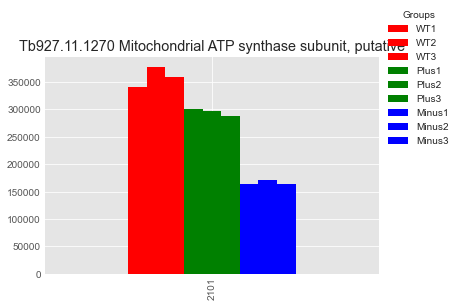 Tb927.11.1270 Mitochondrial ATP synthase subunit, putative
Groups
WT1
WT2
WT3
Plus1
Plus2
Plus3
Minus1
Minus2
Minus3
350000
300000
250000
200000
150000
100000
50000
0
2101